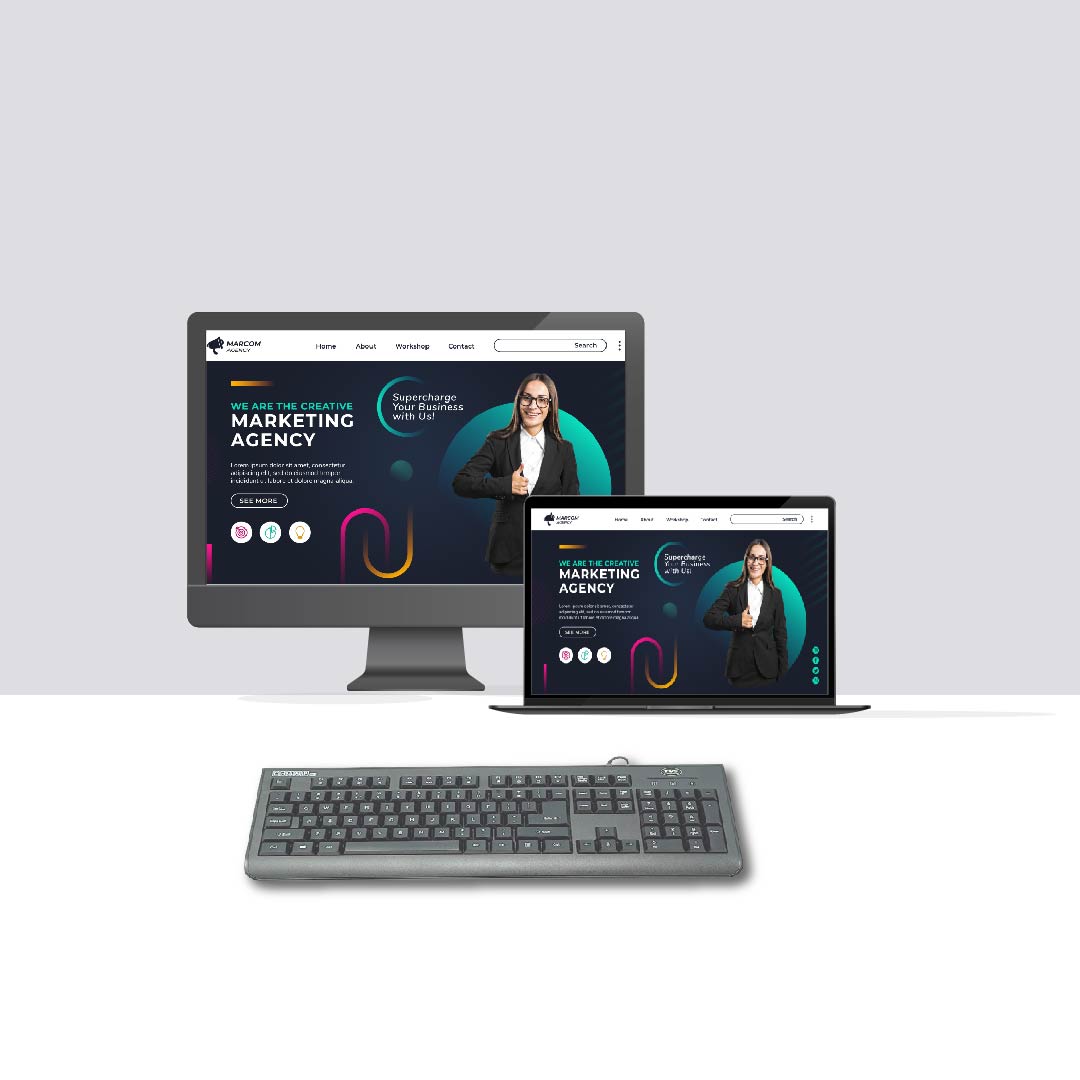 MARCOM
AGENCY
Home
About
Workshop
Contact
Search
WE ARE THE CREATIVE
MARKETING
AGENCY
Lorem ipsum dolor sit amet, consectetur
adipiscing elit, sed do eiusmod tempor
incididunt ut labore et dolore magna aliqua.
SEE MORE
Supercharge
Your Business
with Us!
MARCOM
AGENCY
Home
About
Workshop
Contact
Search
WE ARE THE CREATIVE
MARKETING
AGENCY
Lorem ipsum dolor sit amet, consectetur
adipiscing elit, sed do eiusmod tempor
incididunt ut labore et dolore magna aliqua.
SEE MORE
Supercharge
Your Business
with Us!